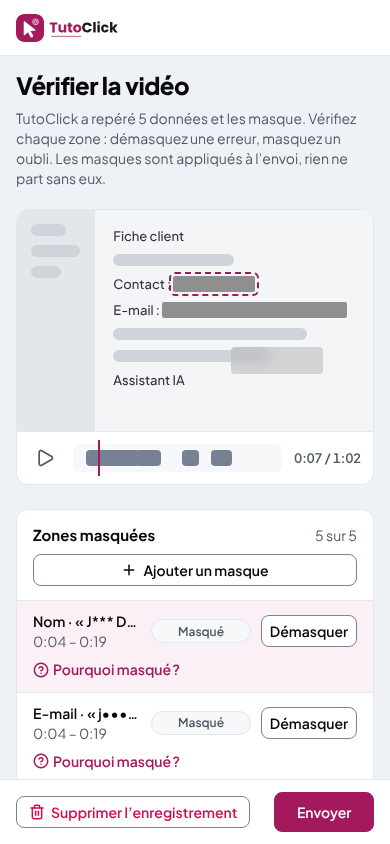 TutoClick
Vérifier la vidéo
TutoClick a repéré 5 données et les masque. Vérifiez
chaque zone : démasquez une erreur, masquez un
oubli. Les masques sont appliqués à l’envoi, rien ne
part sans eux.
Fiche client
Contact :
E-mail :
Assistant IA
0:07 / 1:02
Zones masquées
5 sur 5
+ Ajouter un masque
Nom · « J*** D…
Masqué
Démasquer
0:04 – 0:19
Pourquoi masqué ?
E-mail · « j•••…
Masqué
Démasquer
0:04 – 0:19
Pourquoi masqué ?
Supprimer l’enregistrement
Envoyer